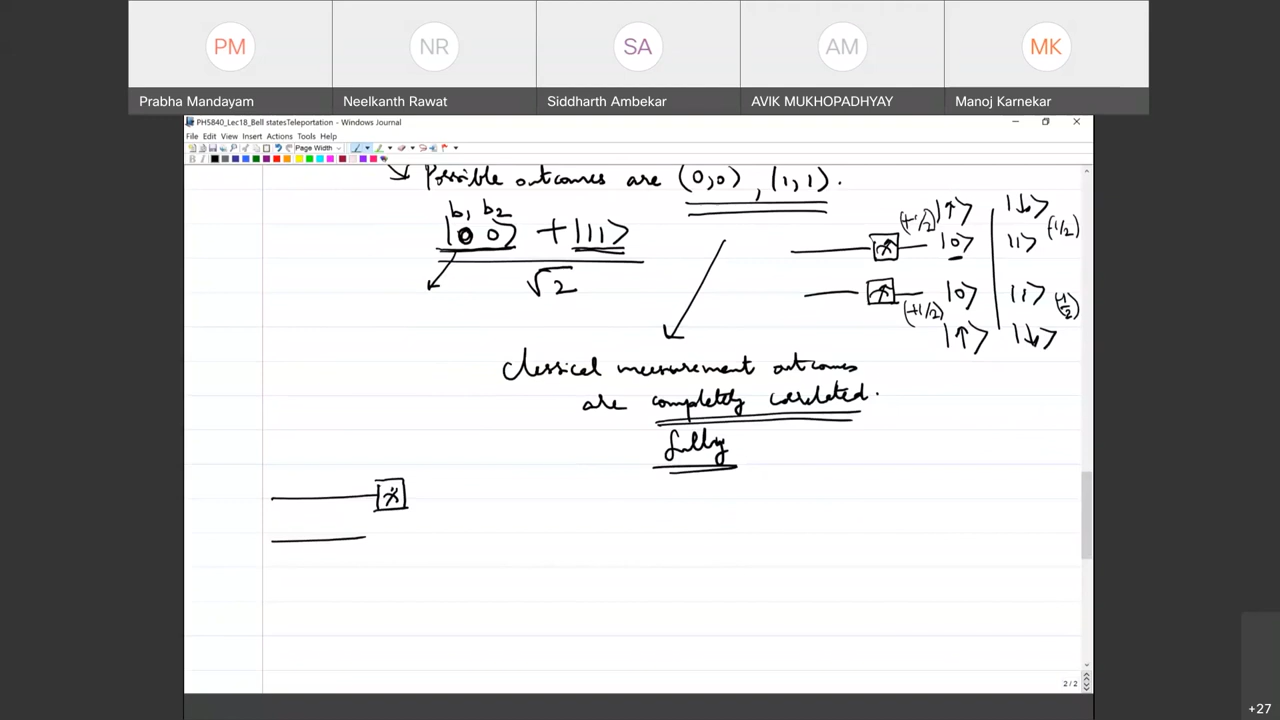 PM
NR
SA
AM
MK
Prabha Mandayam
Neelkanth Rawat
Siddharth Ambekar
AVIK MUKHOPADHYAY
Manoj Karnekar
PH5840_Lec18_Bell statesTeleportation - Windows Journal
File Edit View Insert Actions Tools Help
Page Width
B I
Possible outcomes are (0,0), (1,1).
b₁ b₂
|00⟩ + |11⟩
√2
(+1/2) |↑⟩ |↓⟩
|0⟩ |1⟩ (-1/2)
|0⟩ |1⟩ (-1/2)
(+1/2) |↑⟩ |↓⟩
Classical measurement outcomes
are completely correlated.
fully
2 / 2
+27